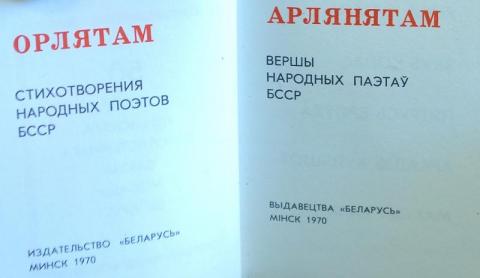 ОРЛЯТАМ
СТИХОТВОРЕНИЯ
НАРОДНЫХ ПОЭТОВ
БССР
ИЗДАТЕЛЬСТВО «БЕЛАРУСЬ»
МИНСК 1970
АРЛЯНЯТАМ
ВЕРШЫ
НАРОДНЫХ ПАЭТАЎ
БССР
ВЫДАВЕЦТВА «БЕЛАРУСЬ»
МІНСК 1970